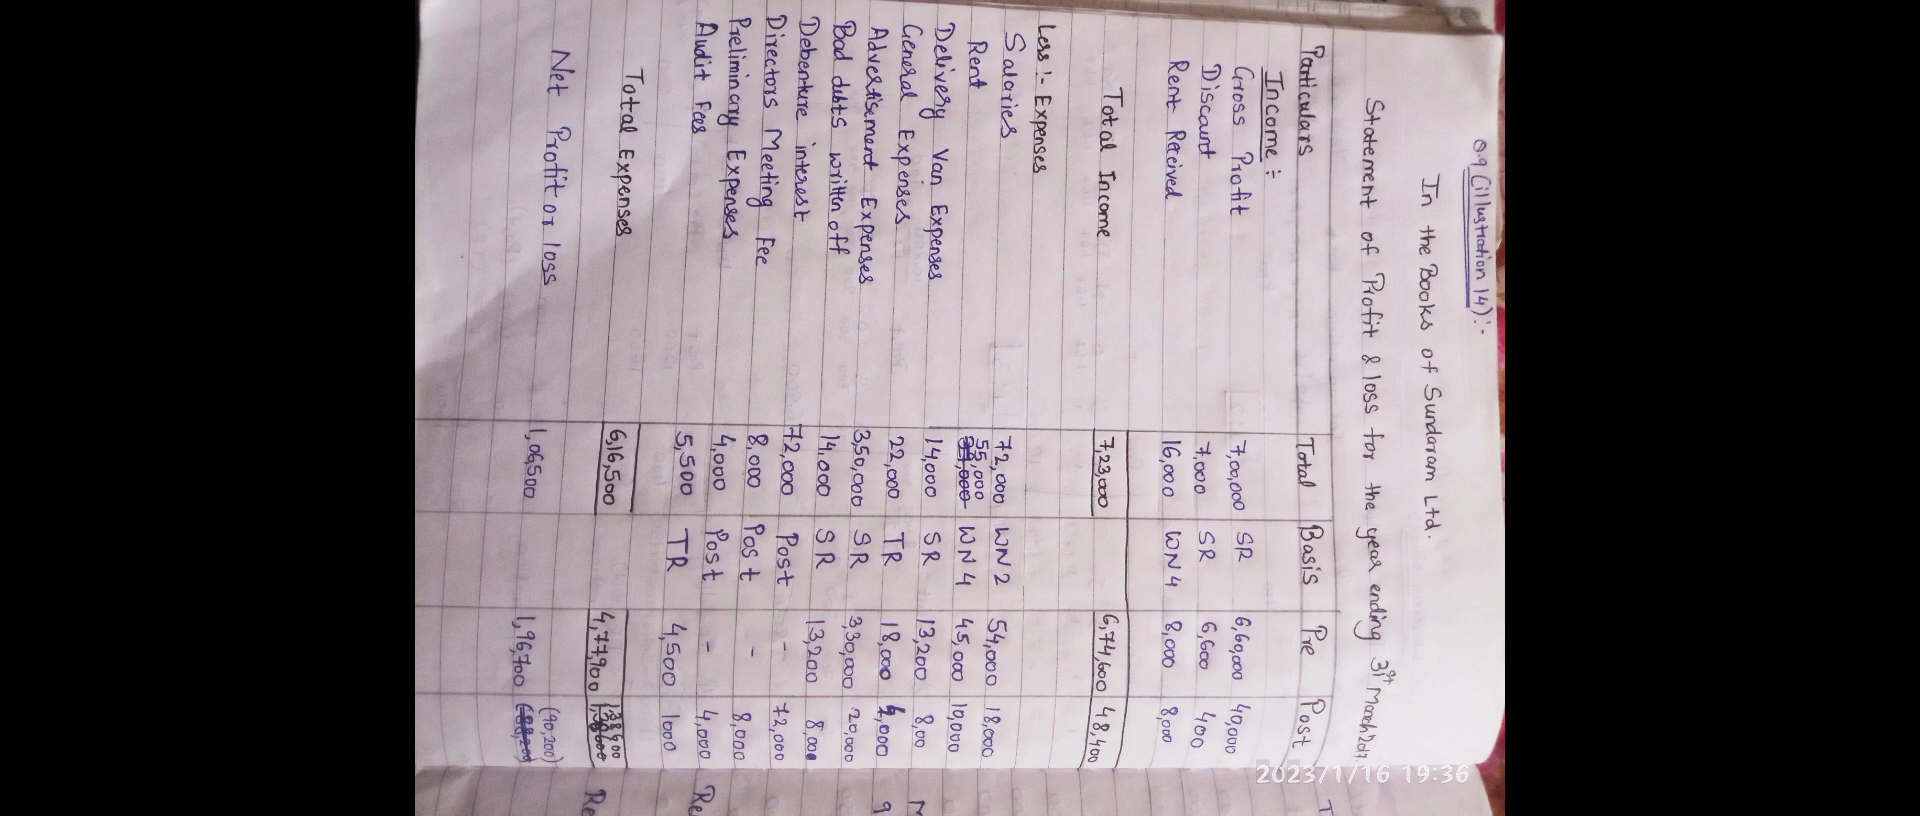 Q.9 (illustration 14):-
In the Books of Sundaram Ltd.
Statement of Profit & loss for the year ending 31st March
Particulars Total Basis Pre Post
Income :-
Gross Profit 7,00,000 SR 6,60,000 40,000
Discount 7,000 SR 6,600 400
Rent Received 16,000 WN4 8,000 8,000
Total Income 7,23,000 6,74,600 48,400
Less :- Expenses
Salaries 72,000 WN2 54,000 18,000
Rent 55,000 WN4 45,000 10,000
Delivery Van Expenses 14,000 SR 13,200 8,00
General Expenses 22,000 TR 18,000 4,000
Advertisement Expenses 3,50,000 SR 3,30,000 20,000
Bad debts written off 14,000 SR 13,200 8,00
Debenture interest 72,000 Post - 72,000
Directors Meeting Fee 8,000 Post - 8,000
Preliminary Expenses 4,000 Post - 4,000
Audit Fees 5,500 TR 4,500 1000
Total Expenses 6,16,500 4,77,900 1,38,600
Net Profit or loss 1,06,500 1,96,700 (90,200)
2023/1/16 19:36